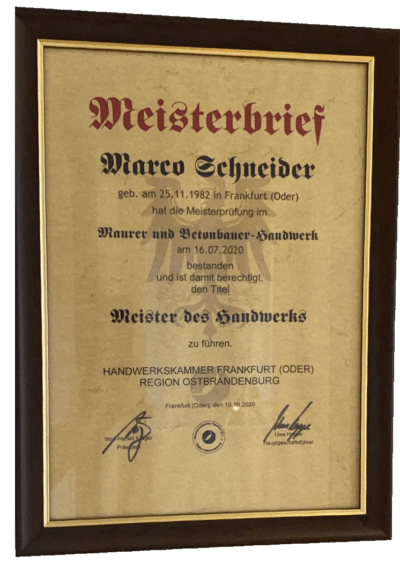 Meisterbrief
Marco Schneider
geb. am 25.11.1982 in Frankfurt (Oder)
hat die Meisterprüfung im
Maurer und Betonbauer-Handwerk
am 16.07.2020
bestanden
und ist damit berechtigt,
den Titel
Meister des Handwerks
zu führen.
HANDWERKSKAMMER FRANKFURT (ODER)
REGION OSTBRANDENBURG
Frankfurt (Oder), den 2020
Uwe
Hauptgeschäftsführer